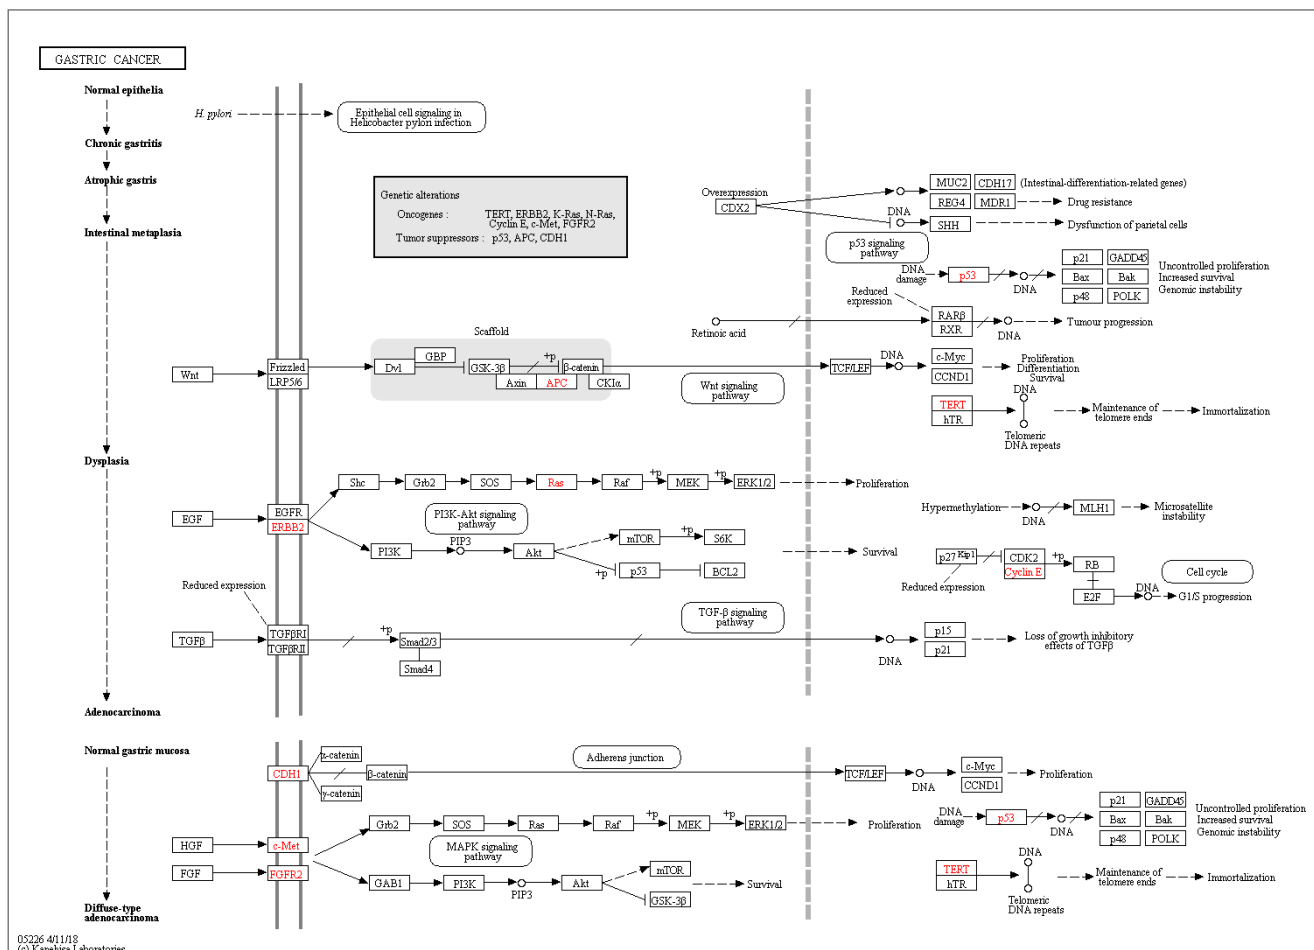 GASTRIC CANCER
Normal epithelia
H. pylori
Epithelial cell signaling in
Helicobacter pylori infection
Chronic gastritis
Atrophic gastris
Intestinal metaplasia
Genetic alterations
Oncogenes : TERT, ERBB2, K-Ras, N-Ras,
Cyclin E, c-Met, FGFR2
Tumor suppressors : p53, APC, CDH1
Overexpression
CDX2
MUC2 CDH17 (Intestinal-differentiation-related genes)
REG4 MDR1 Drug resistance
DNA
SHH Dysfunction of parietal cells
p53 signaling
pathway
DNA
damage
p53
DNA
p21 GADD45
Bax Bak
p48 POLK
Uncontrolled proliferation
Increased survival
Genomic instability
Reduced
expression
Retinoic acid
RARβ
RXR
DNA
Tumour progression
Scaffold
Wnt
Frizzled
LRP5/6
Dvl
GBP
GSK-3β
+p
β-catenin
Axin APC CKIα
Wnt signaling
pathway
TCF/LEF
DNA
c-Myc
CCND1
Proliferation
Differentiation
Survival
TERT
hTR
DNA
Telomeric
DNA repeats
Maintenance of
telomere ends
Immortalization
Dysplasia
EGF
EGFR
ERBB2
Shc Grb2 SOS Ras Raf +p MEK +p ERK1/2 Proliferation
PI3K-Akt signaling
pathway
PI3K PIP3 Akt
mTOR +p S6K
+p p53 BCL2
Survival
Hypermethylation
DNA
MLH1
Microsatellite
instability
p27 Kip1
Reduced expression
CDK2
Cyclin E
+p
RB
E2F
DNA
Cell cycle
G1/S progression
Reduced expression
TGFβ
TGFβRI
TGFβRII
+p
Smad2/3
Smad4
TGF-β signaling
pathway
DNA
p15
p21
Loss of growth inhibitory
effects of TGFβ
Adenocarcinoma
Normal gastric mucosa
CDH1
α-catenin
β-catenin
γ-catenin
Adherens junction
TCF/LEF
DNA
c-Myc
CCND1
Proliferation
HGF
c-Met
FGF
FGFR2
Grb2 SOS Ras Raf +p MEK +p ERK1/2 Proliferation
MAPK signaling
pathway
GAB1 PI3K PIP3 Akt
mTOR
GSK-3β
Survival
DNA
damage
p53
DNA
p21 GADD45
Bax Bak
p48 POLK
Uncontrolled proliferation
Increased survival
Genomic instability
TERT
hTR
DNA
Telomeric
DNA repeats
Maintenance of
telomere ends
Immortalization
Diffuse-type
adenocarcinoma
05226 4/11/18
(c) Kanehisa Laboratories